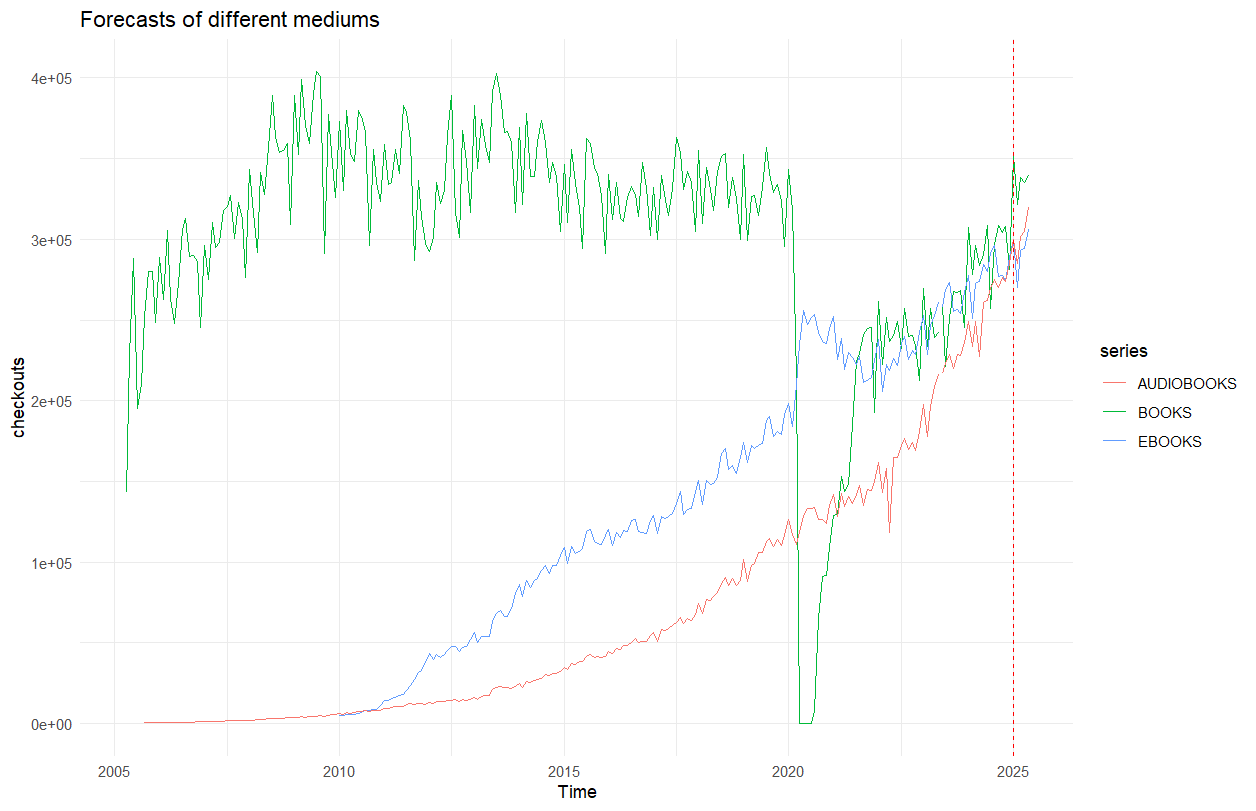 Forecasts of different mediums
4e+05
3e+05
2e+05
1e+05
0e+00
checkouts
2005 2010 2015 2020 2025
Time
series
AUDIOBOOKS
BOOKS
EBOOKS